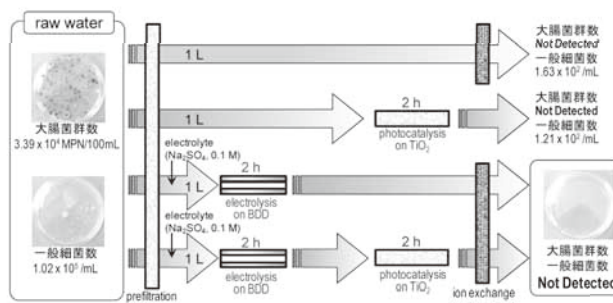 raw water
大腸菌群数
3.39 x 10⁴ MPN/100mL
一般細菌数
1.02 x 10⁵ /mL
prefiltration
1 L
1 L
2 h
photocatalysis
on TiO₂
electrolyte
(Na₂SO₄, 0.1 M)
1 L
2 h
electrolysis
on BDD
electrolyte
(Na₂SO₄, 0.1 M)
1 L
2 h
electrolysis
on BDD
2 h
photocatalysis
on TiO₂
ion exchange
大腸菌群数
Not Detected
一般細菌数
1.63 x 10² /mL
大腸菌群数
Not Detected
一般細菌数
1.21 x 10² /mL
大腸菌群数
一般細菌数
Not Detected